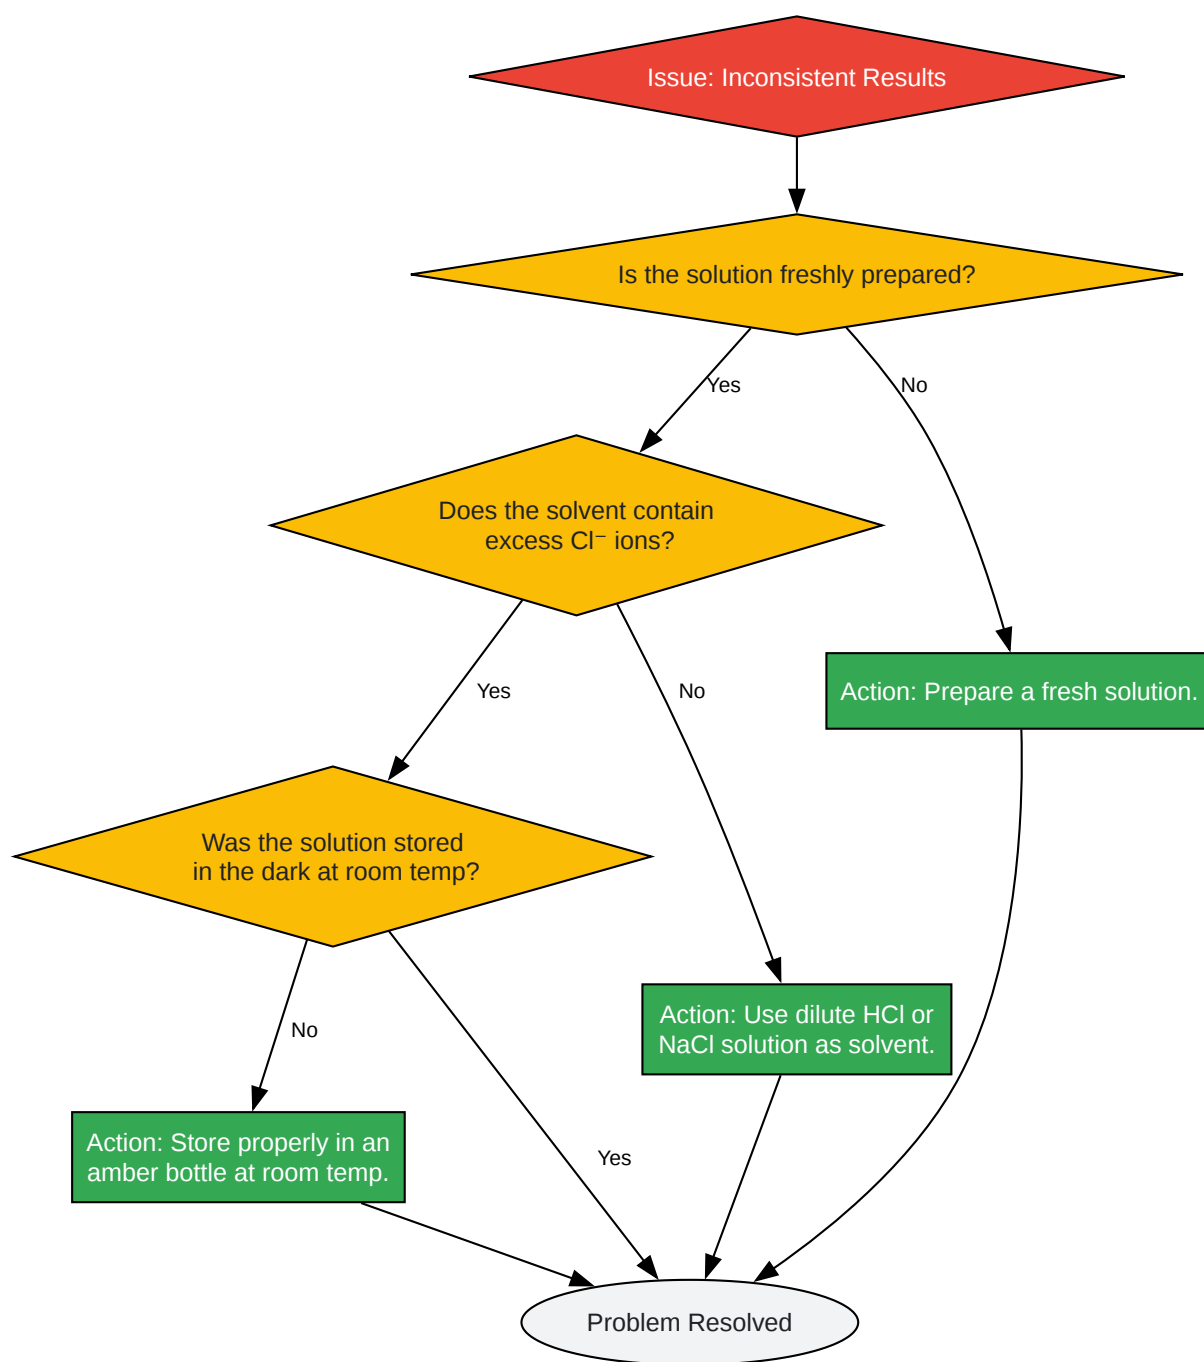 Issue: Inconsistent Results
Is the solution freshly prepared?
Yes
No
Does the solvent contain
excess Cl⁻ ions?
Yes
No
Action: Prepare a fresh solution.
Was the solution stored
in the dark at room temp?
No
Yes
Action: Use dilute HCl or
NaCl solution as solvent.
Action: Store properly in an
amber bottle at room temp.
Problem Resolved